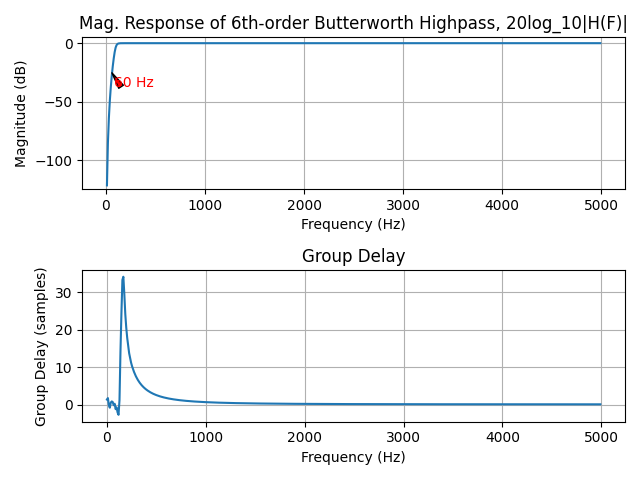 Mag. Response of 6th-order Butterworth Highpass, 20log_10|H(F)|
0
−50
−100
Magnitude (dB)
60 Hz
0 1000 2000 3000 4000 5000
Frequency (Hz)
Group Delay
30
20
10
0
Group Delay (samples)
0 1000 2000 3000 4000 5000
Frequency (Hz)